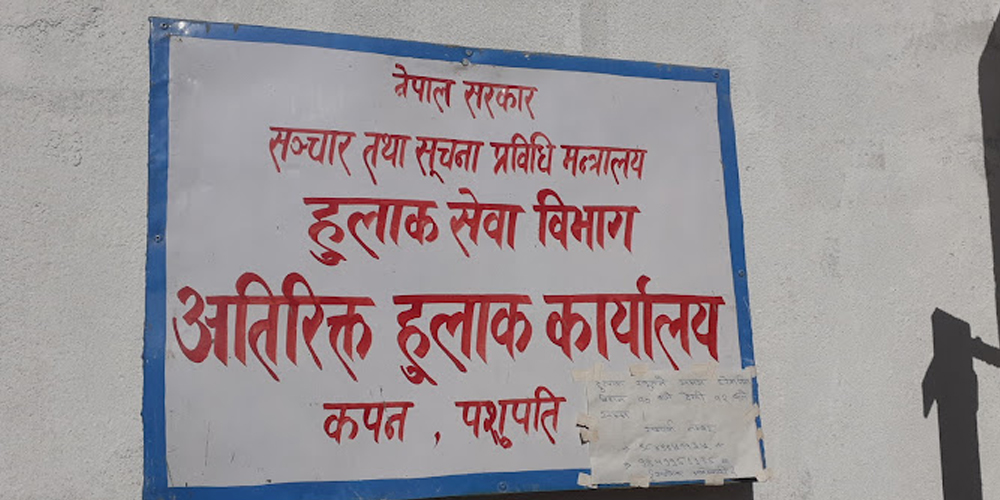 नेपाल सरकार
सञ्चार तथा सूचना प्रविधि मन्त्रालय
हुलाक सेवा विभाग
अतिरिक्त हुलाक कार्यालय
कपन , पशुपति